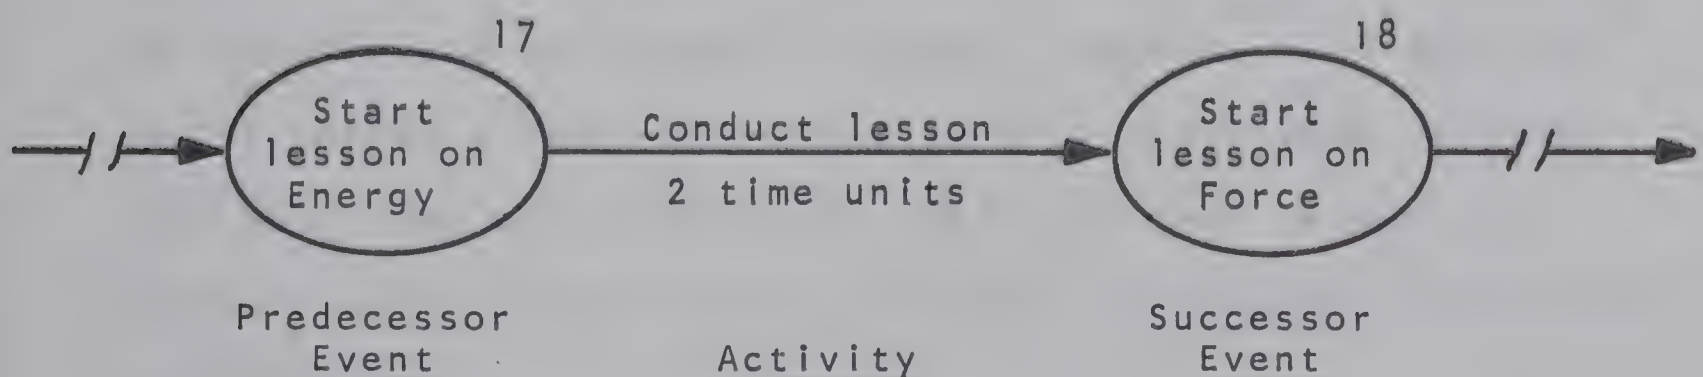 17
Start
lesson on
Energy
Conduct lesson
2 time units
18
Start
lesson on
Force
Predecessor
Event
Activity
Successor
Event